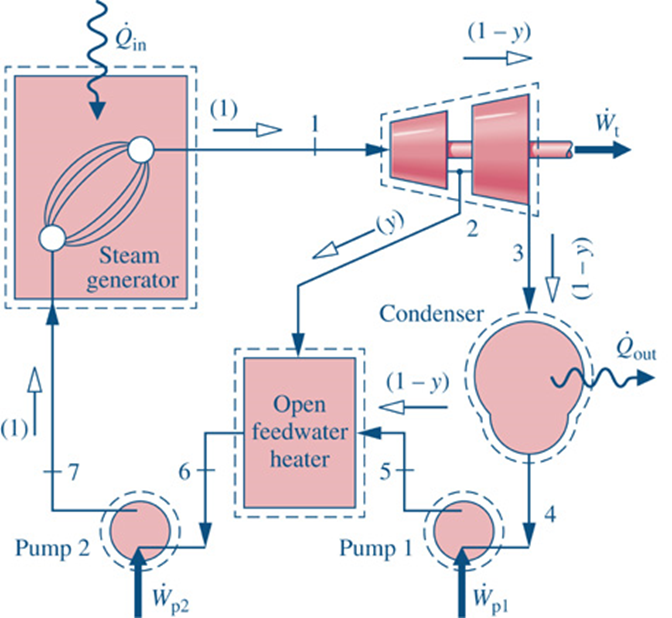 Q̇in
(1 – y)
(1)
1
Ẇt
Steam
generator
(y)
2
3
(1 – y)
Condenser
Q̇out
(1 – y)
Open
feedwater
heater
(1)
7
6
5
4
Pump 2
Pump 1
Ẇp2
Ẇp1